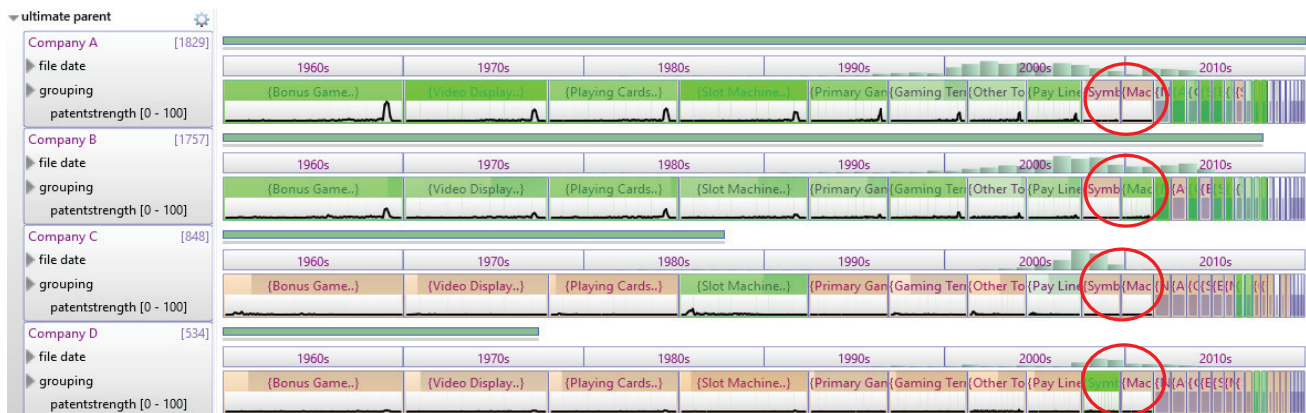 ultimate parent
Company A [1829]
file date 1960s 1970s 1980s 1990s 2000s 2010s
grouping {Bonus Game..} {Video Display..} {Playing Cards..} {Slot Machine..} {Primary Gan {Gaming Terr {Other To {Pay Line {Symb {Mac
patentstrength [0 - 100]
Company B [1757]
file date 1960s 1970s 1980s 1990s 2000s 2010s
grouping {Bonus Game..} {Video Display..} {Playing Cards..} {Slot Machine..} {Primary Gan {Gaming Terr {Other To {Pay Line {Symb {Mac
patentstrength [0 - 100]
Company C [848]
file date 1960s 1970s 1980s 1990s 2000s 2010s
grouping {Bonus Game..} {Video Display..} {Playing Cards..} {Slot Machine..} {Primary Gan {Gaming Terr {Other To {Pay Line {Symb {Mac
patentstrength [0 - 100]
Company D [534]
file date 1960s 1970s 1980s 1990s 2000s 2010s
grouping {Bonus Game..} {Video Display..} {Playing Cards..} {Slot Machine..} {Primary Gan {Gaming Terr {Other To {Pay Line {Symb {Mac
patentstrength [0 - 100]